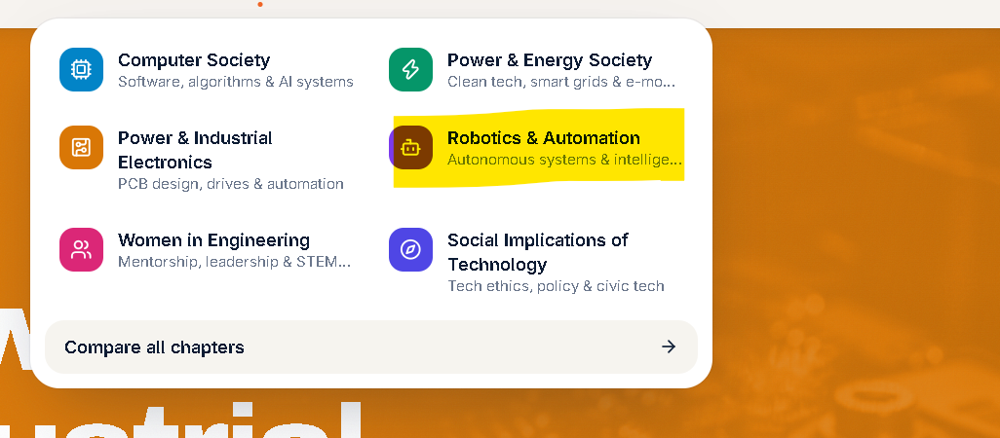 Computer Society
Software, algorithms & AI systems
Power & Energy Society
Clean tech, smart grids & e-mo...
Power & Industrial
Electronics
PCB design, drives & automation
Robotics & Automation
Autonomous systems & intellige...
Women in Engineering
Mentorship, leadership & STEM...
Social Implications of
Technology
Tech ethics, policy & civic tech
Compare all chapters